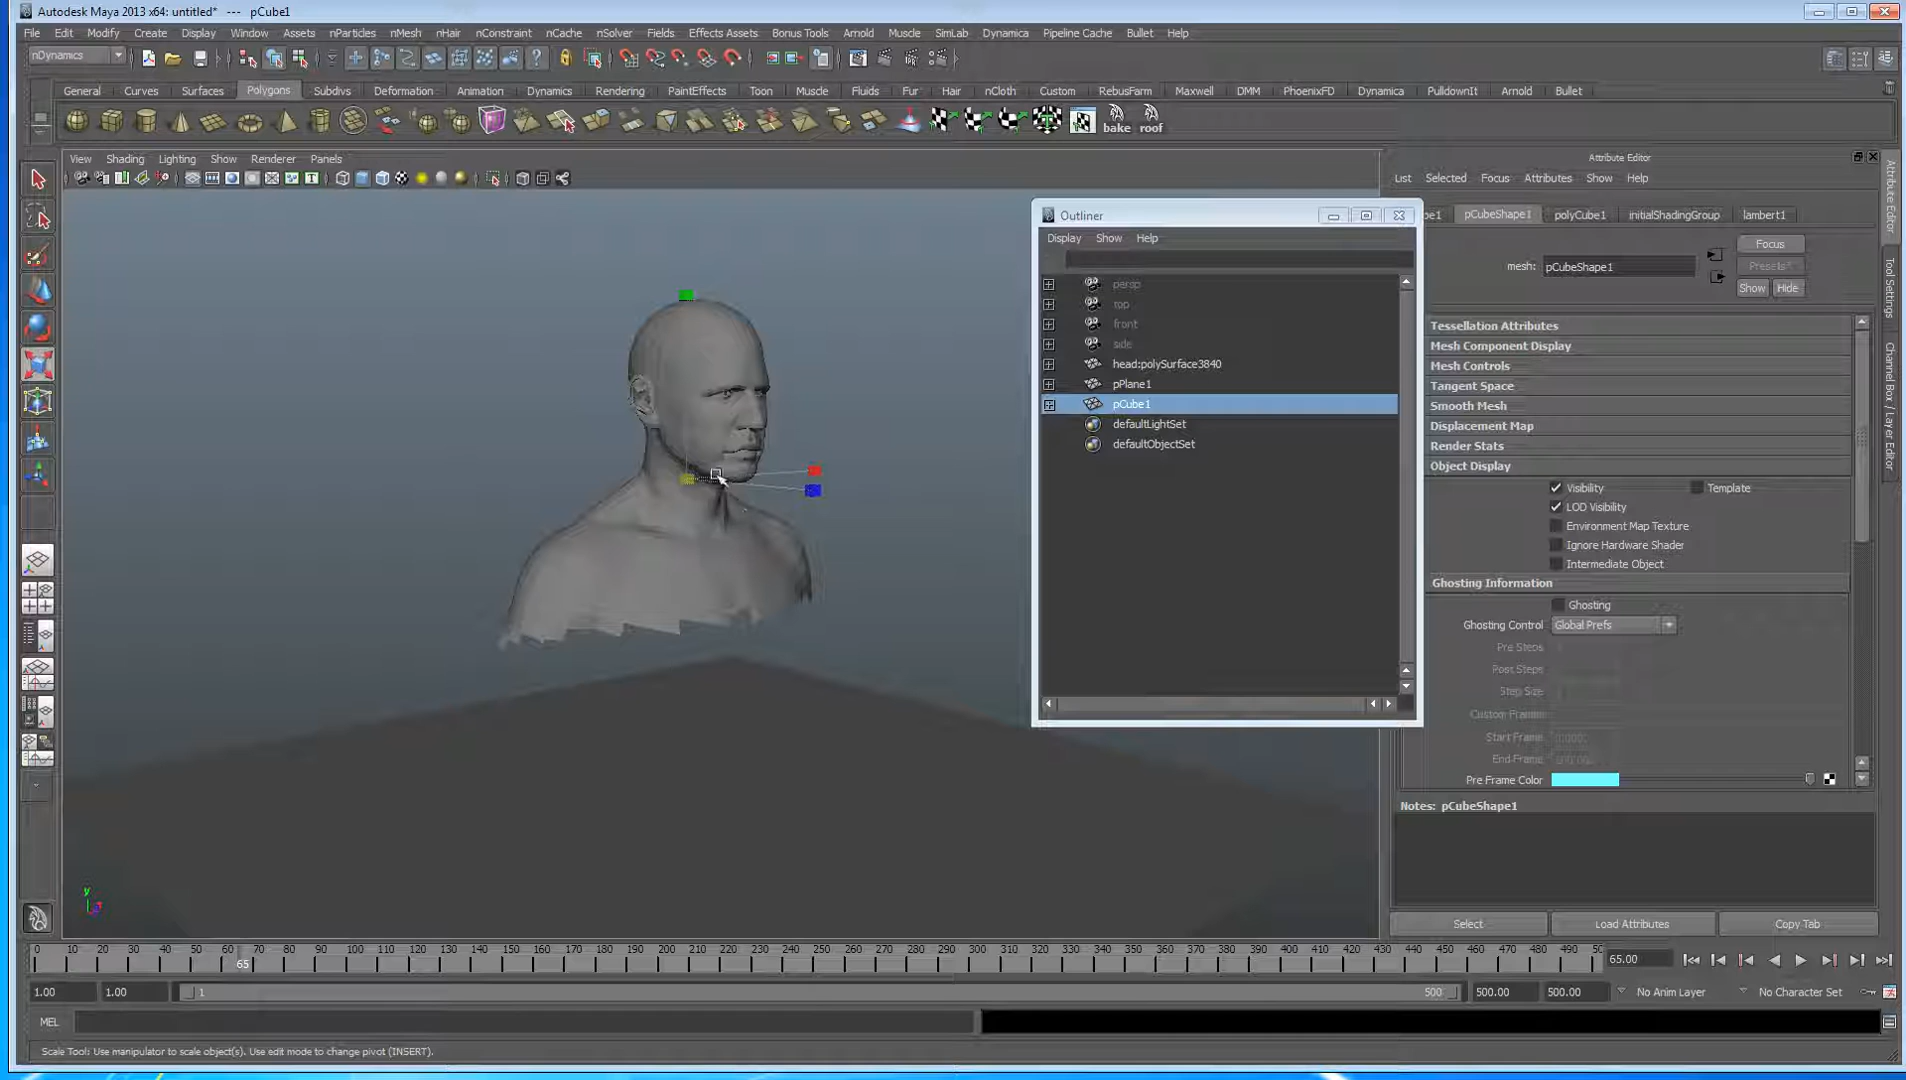 Autodesk Maya 2013 x64: untitled* --- pCube1
File Edit Modify Create Display Window Assets nParticles nMesh nHair nConstraint nCache nSolver Fields Effects Assets Bonus Tools Arnold Muscle SimLab Dynamica Pipeline Cache Bullet Help
nDynamics
General Curves Surfaces Polygons Subdivs Deformation Animation Dynamics Rendering PaintEffects Toon Muscle Fluids Fur Hair nCloth Custom RebusFarm Maxwell DMM PhoenixFD Dynamica PulldownIt Arnold Bullet
bake roof
View Shading Lighting Show Renderer Panels
Attribute Editor
List Selected Focus Attributes Show Help
pCubeShape1 polyCube1 initialShadingGroup lambert1
Focus
mesh: pCubeShape1
Presets*
Show Hide
Outliner
Display Show Help
persp
top
front
side
head:polySurface3840
pPlane1
pCube1
defaultLightSet
defaultObjectSet
Tessellation Attributes
Mesh Component Display
Mesh Controls
Tangent Space
Smooth Mesh
Displacement Map
Render Stats
Object Display
Visibility Template
LOD Visibility
Environment Map Texture
Ignore Hardware Shader
Intermediate Object
Ghosting Information
Ghosting
Ghosting Control Global Prefs
Pre Steps
Post Steps
Step Size
Custom Frames
Start Frame
End Frame
Pre Frame Color
Notes: pCubeShape1
Select Load Attributes Copy Tab
Attribute Editor
Tool Settings
Channel Box / Layer Editor
y
0 10 20 30 40 50 60 70 80 90 100 110 120 130 140 150 160 170 180 190 200 210 220 230 240 250 260 270 280 290 300 310 320 330 340 350 360 370 380 390 400 410 420 430 440 450 460 470 480 490
65
65.00
1.00 1.00 1 500 500.00 500.00 No Anim Layer No Character Set
MEL
Scale Tool: Use manipulator to scale object(s). Use edit mode to change pivot (INSERT).